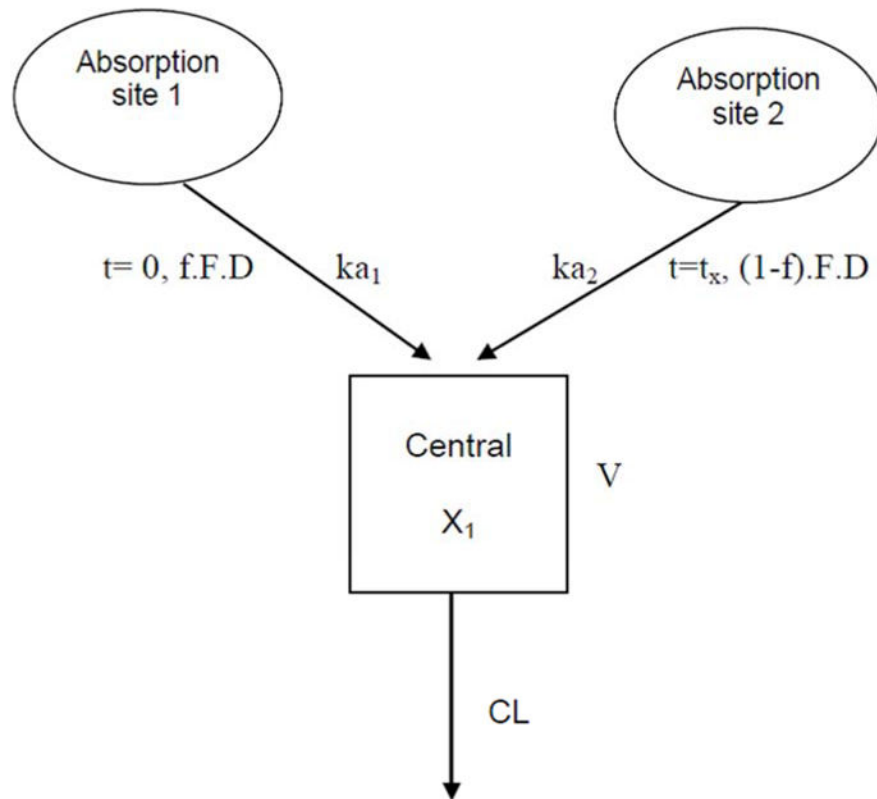 Absorption
site 1
Absorption
site 2
t= 0, f.F.D
ka₁
ka₂
t=tₓ, (1-f).F.D
Central
X₁
V
CL